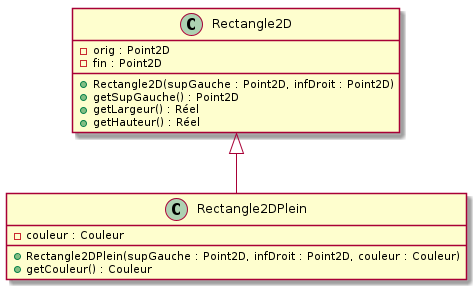 C Rectangle2D
orig : Point2D
fin : Point2D
Rectangle2D(supGauche : Point2D, infDroit : Point2D)
getSupGauche() : Point2D
getLargeur() : Réel
getHauteur() : Réel
C Rectangle2DPlein
couleur : Couleur
Rectangle2DPlein(supGauche : Point2D, infDroit : Point2D, couleur : Couleur)
getCouleur() : Couleur